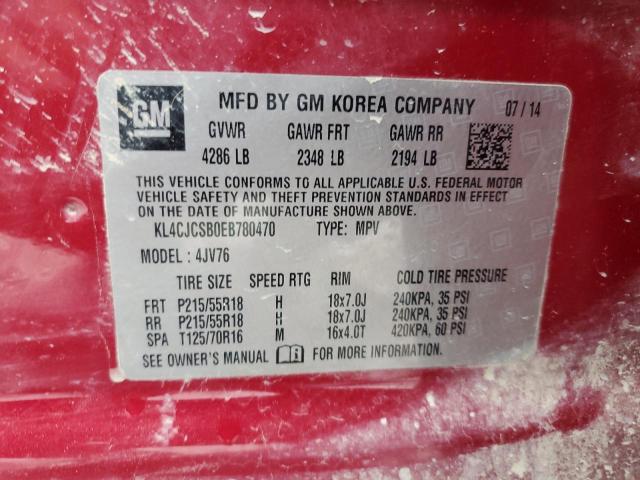 GM
MFD BY GM KOREA COMPANY 07 / 14
GVWR GAWR FRT GAWR RR
4286 LB 2348 LB 2194 LB
THIS VEHICLE CONFORMS TO ALL APPLICABLE U.S. FEDERAL MOTOR
VEHICLE SAFETY AND THEFT PREVENTION STANDARDS IN EFFECT
ON THE DATE OF MANUFACTURE SHOWN ABOVE.
KL4CJCSB0EB780470 TYPE: MPV
MODEL : 4JV76
TIRE SIZE SPEED RTG RIM COLD TIRE PRESSURE
FRT P215/55R18 H 18x7.0J 240KPA, 35 PSI
RR P215/55R18 H 18x7.0J 240KPA, 35 PSI
SPA T125/70R16 M 16x4.0T 420KPA, 60 PSI
SEE OWNER'S MANUAL FOR MORE INFORMATION.